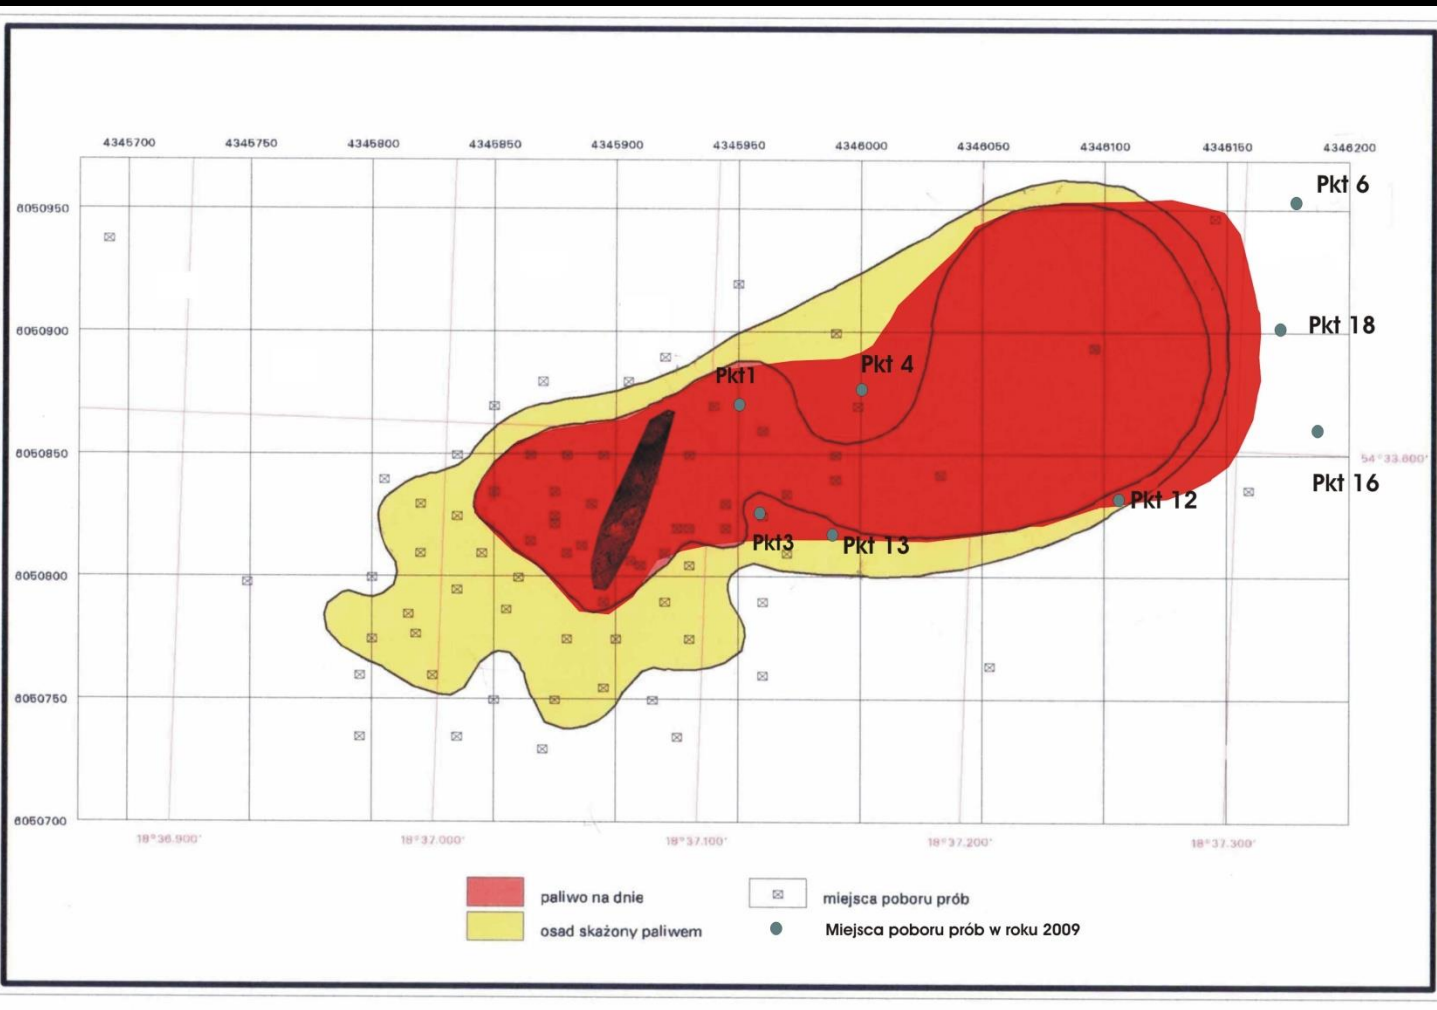 4345700 4345750 4345800 4345850 4345900 4345950 4346000 4346050 4346100 4346150 4346200
Pkt 6
6050950
6050900
Pkt 18
Pkt 4
Pkt1
6050850
54°33.600'
Pkt 16
Pkt 12
Pkt3
Pkt 13
6050800
6050750
6050700
18°36.900' 18°37.000' 18°37.100' 18°37.200' 18°37.300'
paliwo na dnie
miejsca poboru prób
osad skażony paliwem
Miejsca poboru prób w roku 2009